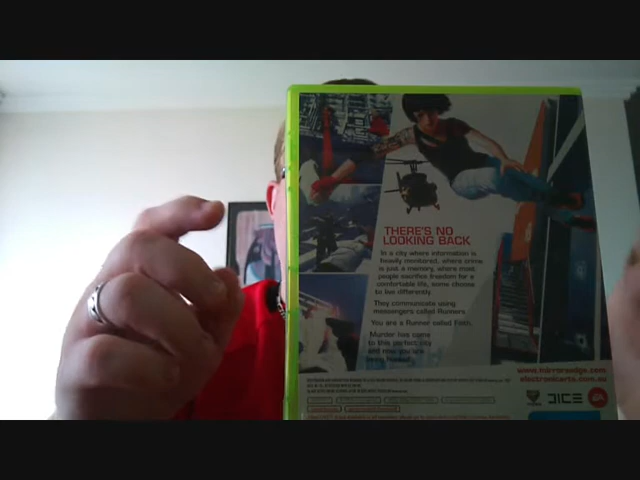 THERE'S NO
LOOKING BACK
In a city where information is
heavily monitored, where crime
is just a memory, where most
people sacrifice freedom for a
comfortable life, some choose
to live differently.
They communicate using
messengers called Runners
You are a Runner called Faith.
Murder has come
to this perfect city
and now you are
being hunted.
www.mirrorsedge.com
electronicarts.com.au
DICE
EA